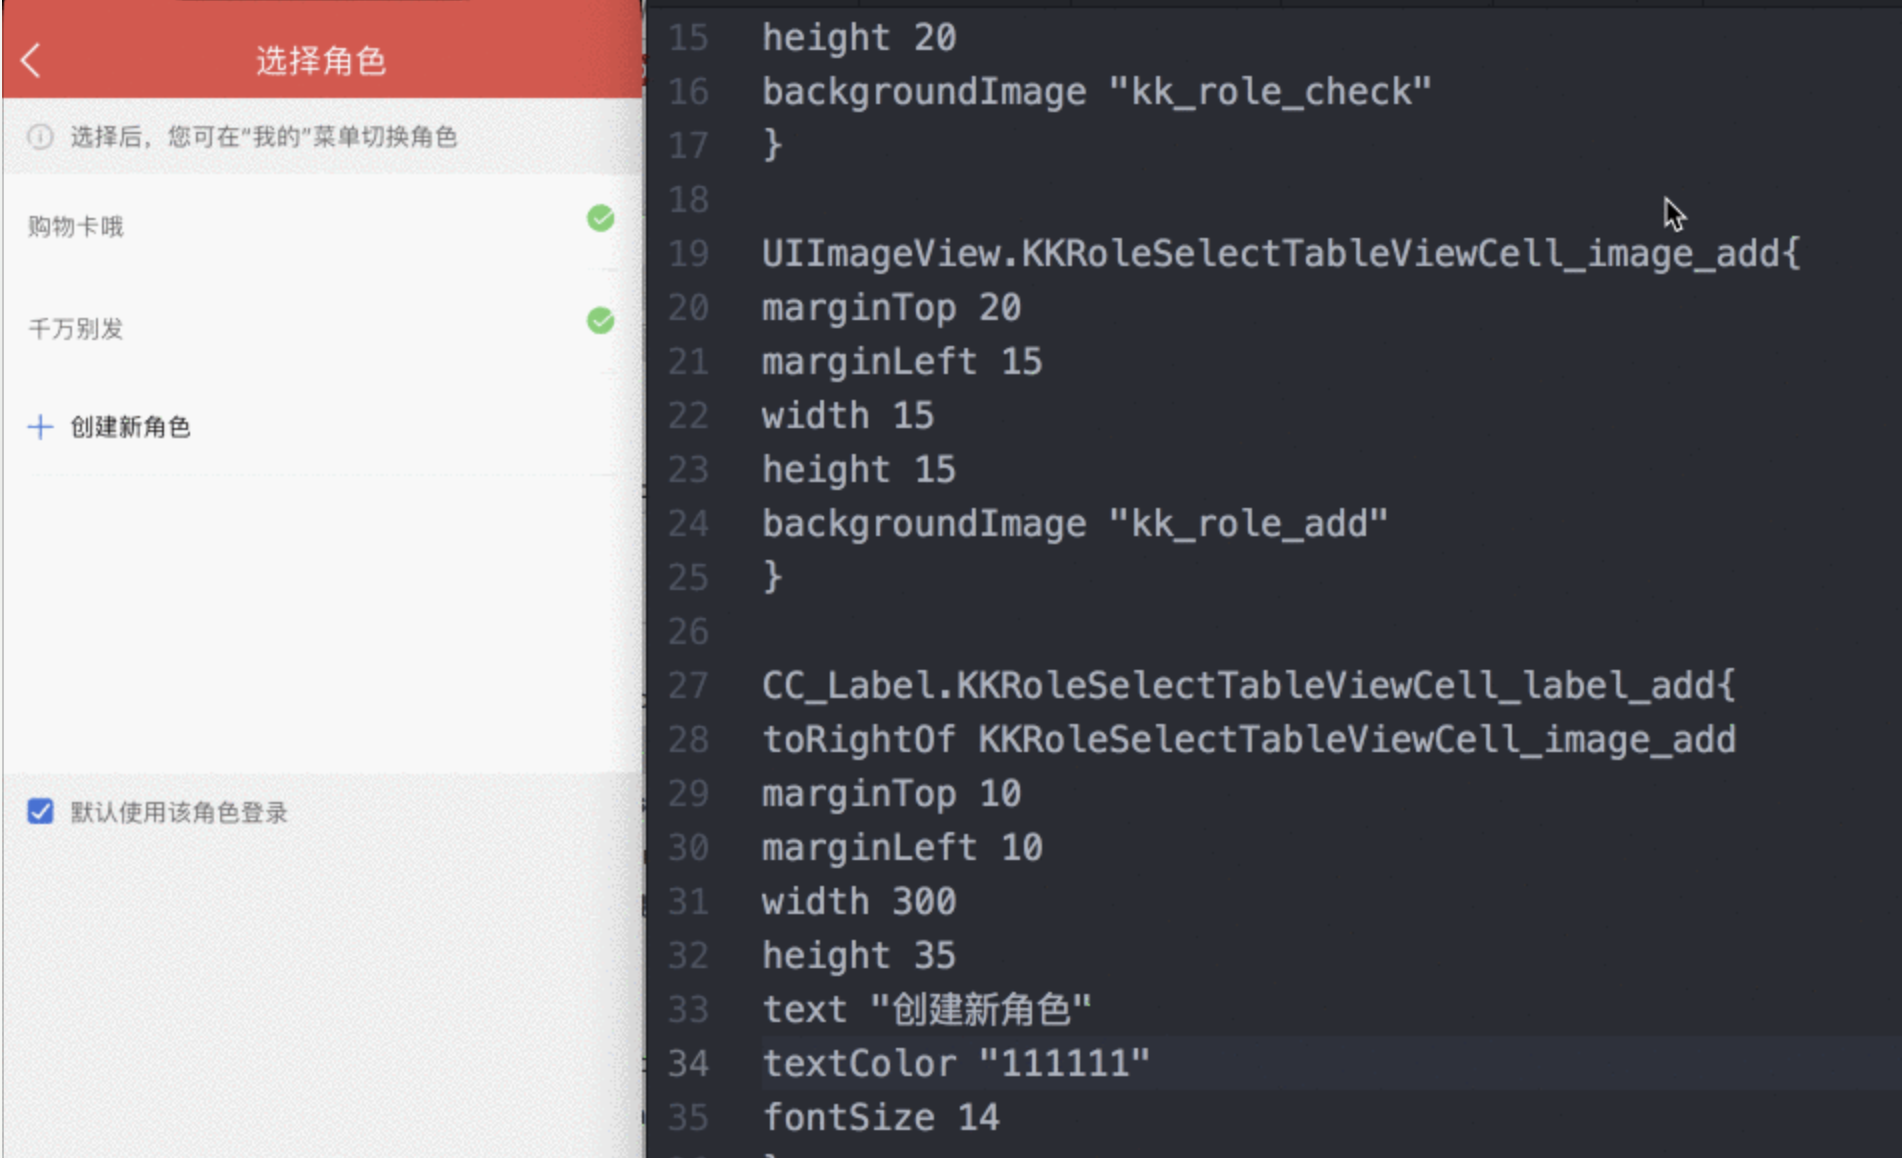 选择角色
选择后，您可在“我的”菜单切换角色
购物卡哦
千万别发
创建新角色
默认使用该角色登录
15 height 20
16 backgroundImage "kk_role_check"
17 }
18
19 UIImageView.KKRoleSelectTableViewCell_image_add{
20 marginTop 20
21 marginLeft 15
22 width 15
23 height 15
24 backgroundImage "kk_role_add"
25 }
26
27 CC_Label.KKRoleSelectTableViewCell_label_add{
28 toRightOf KKRoleSelectTableViewCell_image_add
29 marginTop 10
30 marginLeft 10
31 width 300
32 height 35
33 text "创建新角色"
34 textColor "111111"
35 fontSize 14